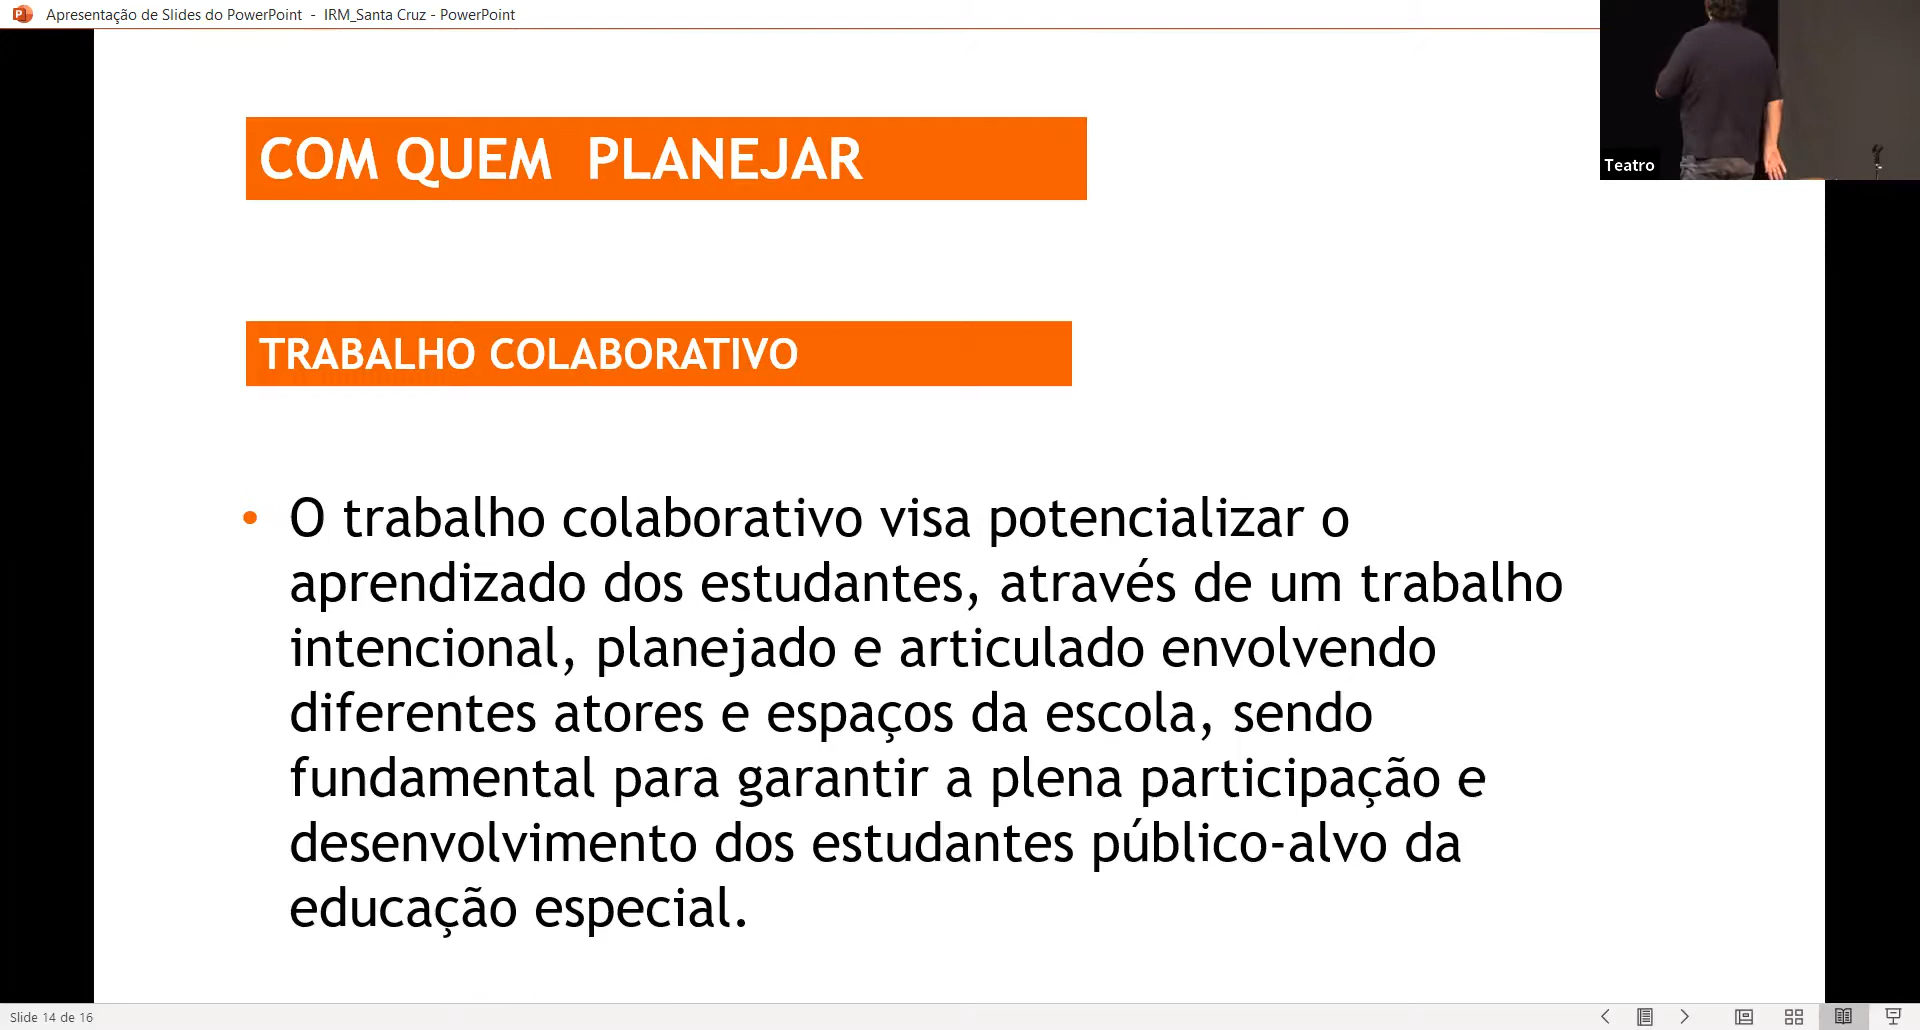 Apresentação de Slides do PowerPoint - IRM_Santa Cruz - PowerPoint
Teatro
COM QUEM PLANEJAR
TRABALHO COLABORATIVO
• O trabalho colaborativo visa potencializar o
aprendizado dos estudantes, através de um trabalho
intencional, planejado e articulado envolvendo
diferentes atores e espaços da escola, sendo
fundamental para garantir a plena participação e
desenvolvimento dos estudantes público-alvo da
educação especial.
Slide 14 de 16